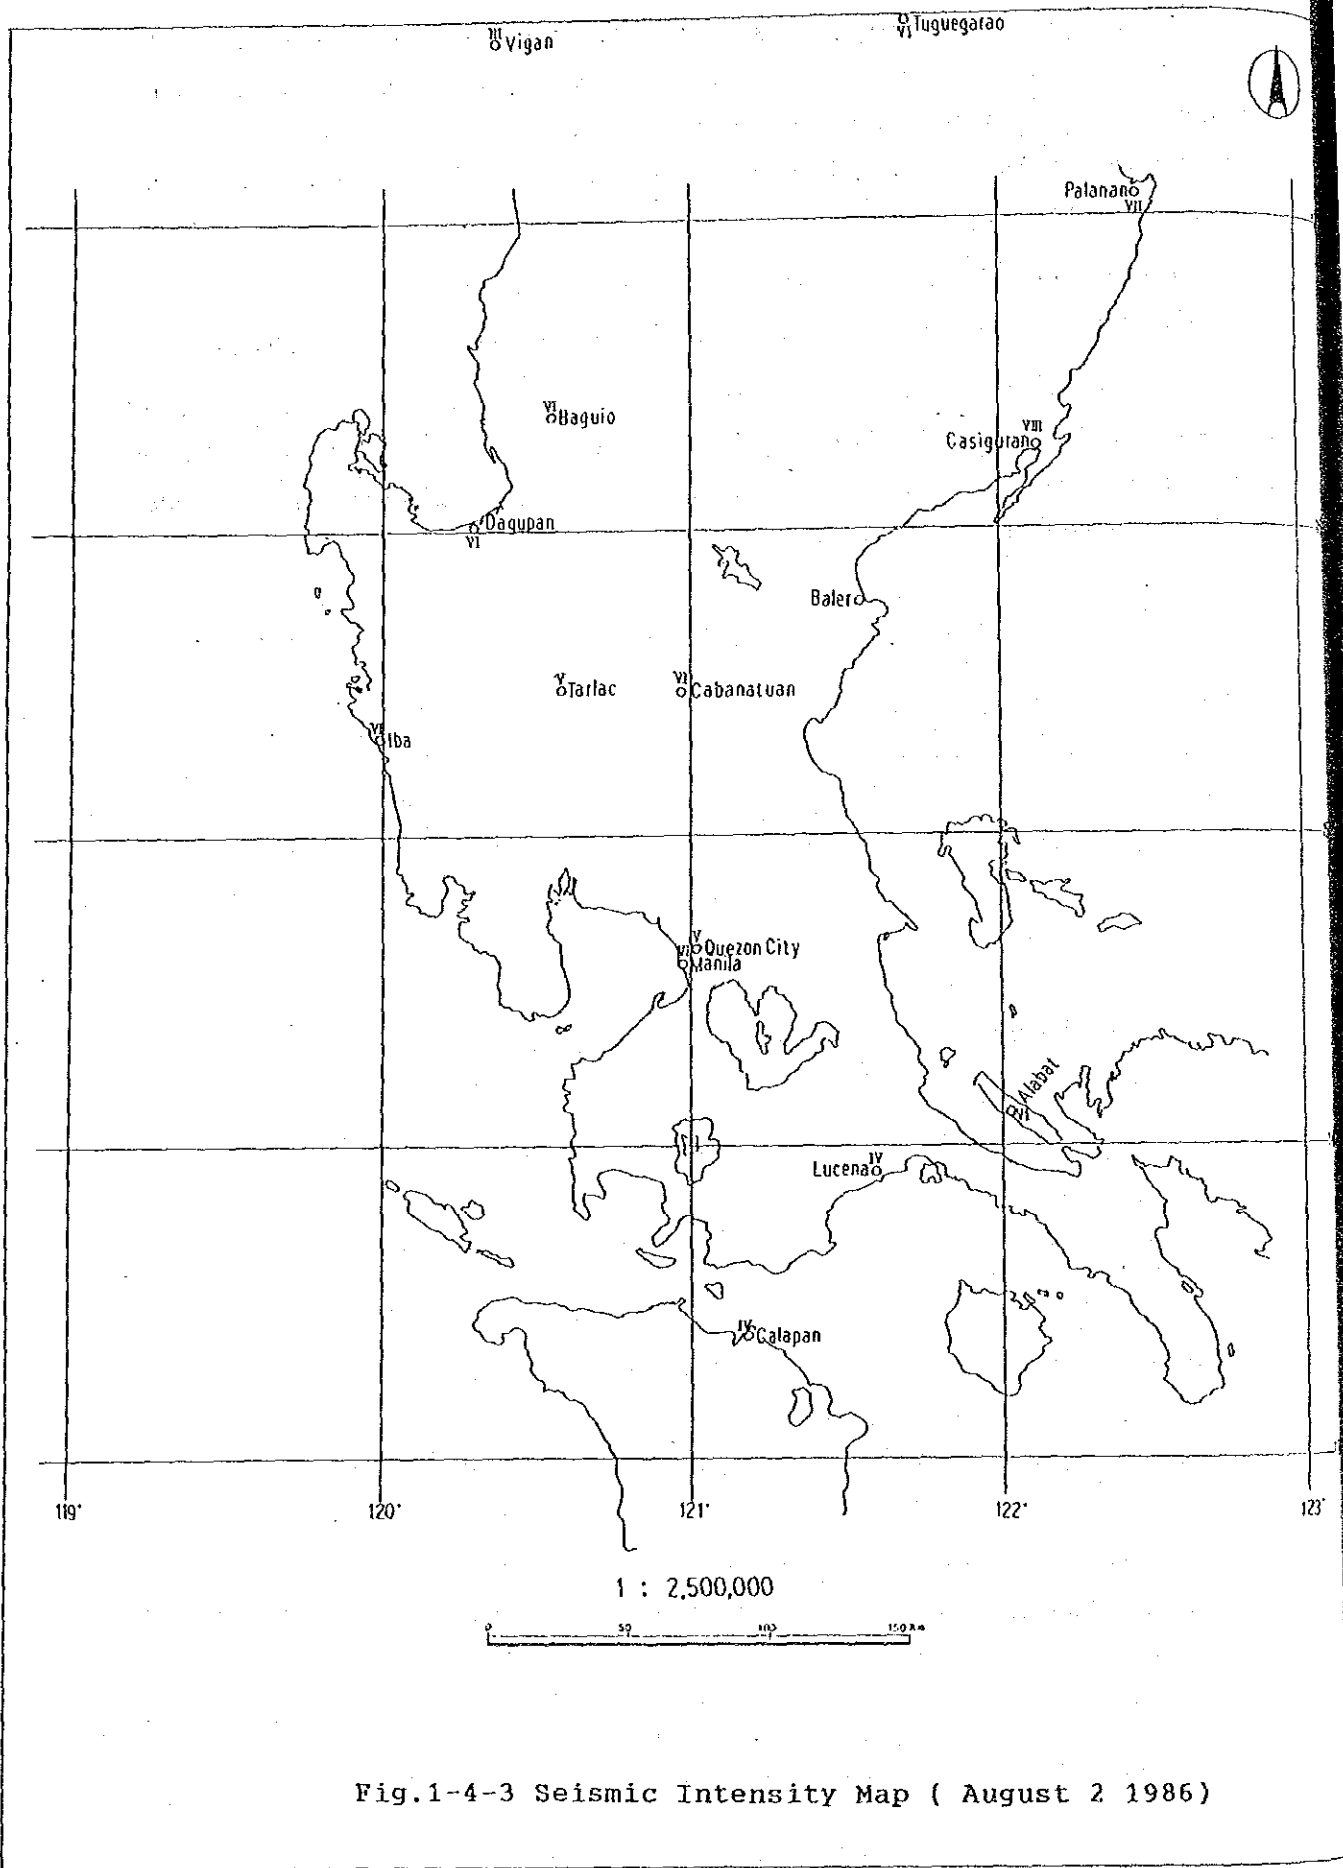 III
Vigan
Tuguegarao
VI
Palanan
VII
VI
Baguio
VIII
Casiguran
Dagupan
VI
Baler
V
Tarlac
VI
Cabanatuan
VI
Iba
V
Quezon City
VI
Manila
Alabat
VI
IV
Lucena
IV
Calapan
119°
120°
121°
122°
123°
1 : 2,500,000
0 50 100 150 Km
Fig.1-4-3 Seismic Intensity Map ( August 2 1986)